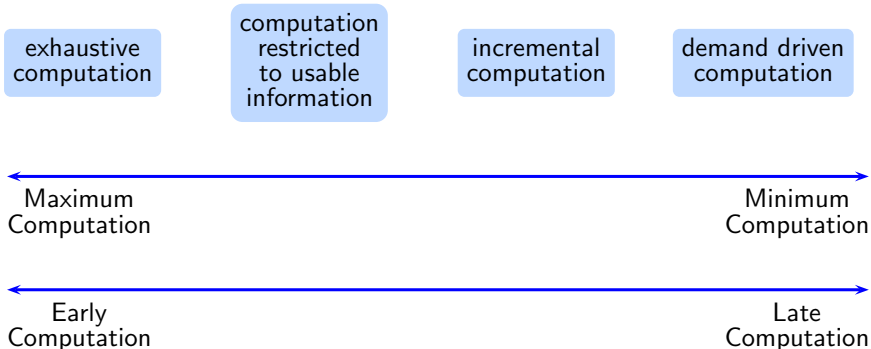 exhaustive
computation
computation
restricted
to usable
information
incremental
computation
demand driven
computation
Maximum
Computation
Minimum
Computation
Early
Computation
Late
Computation